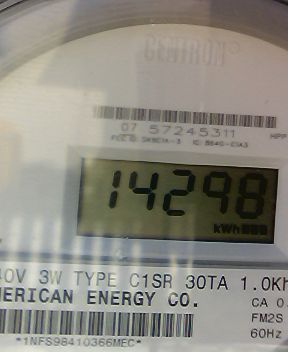 CENTRON®
07 57245311
14298
kWh
40V 3W TYPE C1SR 30TA 1.0Kh
MERICAN ENERGY CO.
CA 0.
FM2S
60Hz
*1NFS98410366MEC*